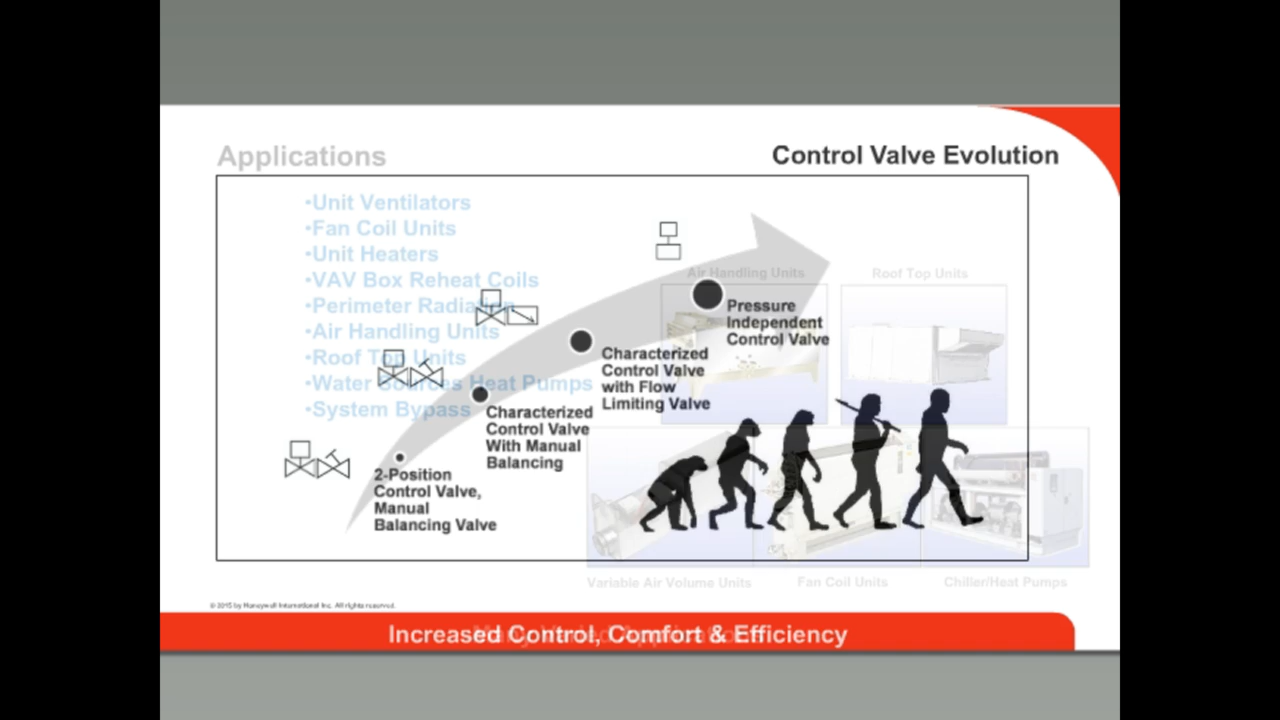 Applications
Control Valve Evolution
•Unit Ventilators
•Fan Coil Units
•Unit Heaters
•VAV Box Reheat Coils
•Perimeter Radiation
•Air Handling Units
•Roof Top Units
•Water Sources Heat Pumps
•System Bypass
Air Handling Units
Roof Top Units
Pressure
Independent
Control Valve
Characterized
Control Valve
with Flow
Limiting Valve
Characterized
Control Valve
With Manual
Balancing
2-Position
Control Valve,
Manual
Balancing Valve
Variable Air Volume Units
Fan Coil Units
Chiller/Heat Pumps
© 2015 by Honeywell International Inc. All rights reserved.
Increased Control, Comfort & Efficiency